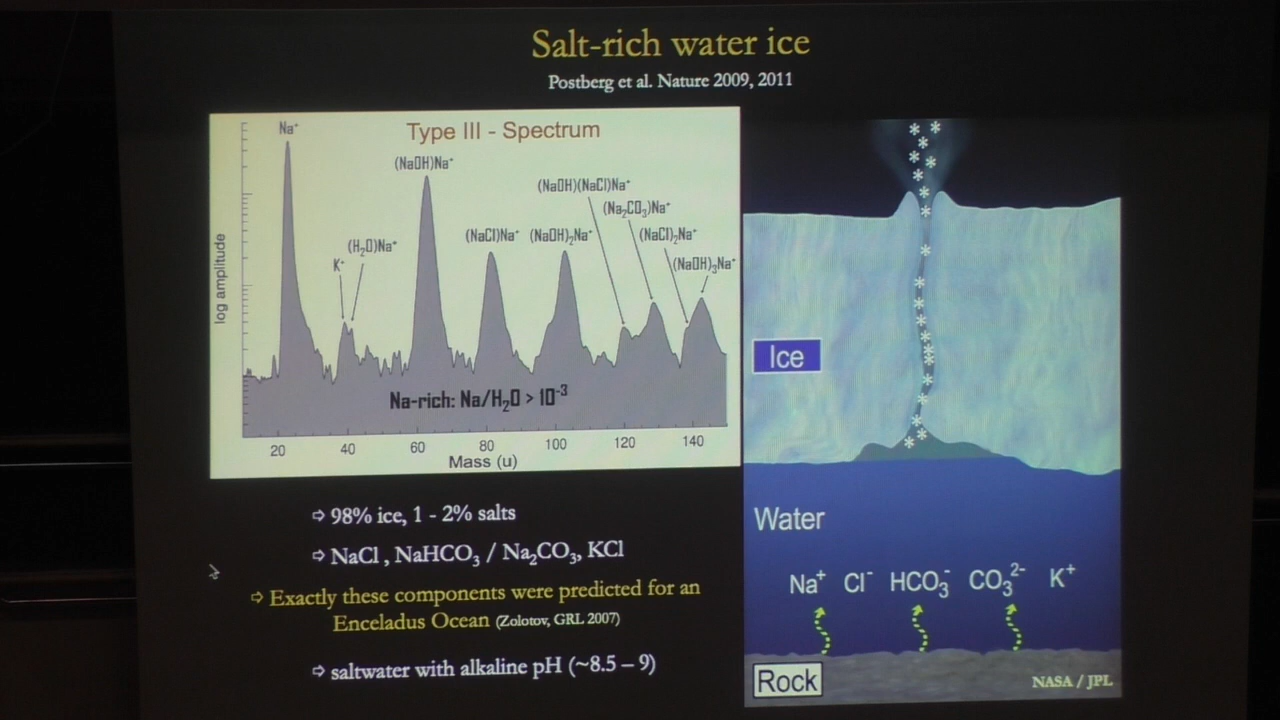 Salt-rich water ice
Postberg et al. Nature 2009, 2011
Type III - Spectrum
Na⁺
(NaOH)Na⁺
(NaOH)(NaCl)Na⁺
(Na₂CO₃)Na⁺
(H₂O)Na⁺
(NaCl)Na⁺
(NaOH)₂Na⁺
(NaCl)₂Na⁺
K⁺
(NaOH)₃Na⁺
log amplitude
Na-rich: Na/H₂O > 10⁻³
20 40 60 80 100 120 140
Mass (u)
⇨ 98% ice, 1 - 2% salts
⇨ NaCl , NaHCO₃ / Na₂CO₃, KCl
⇨ Exactly these components were predicted for an
Enceladus Ocean (Zolotov, GRL 2007)
⇨ saltwater with alkaline pH (~8.5 – 9)
Ice
Water
Na⁺ Cl⁻ HCO₃⁻ CO₃²⁻ K⁺
Rock
NASA / JPL